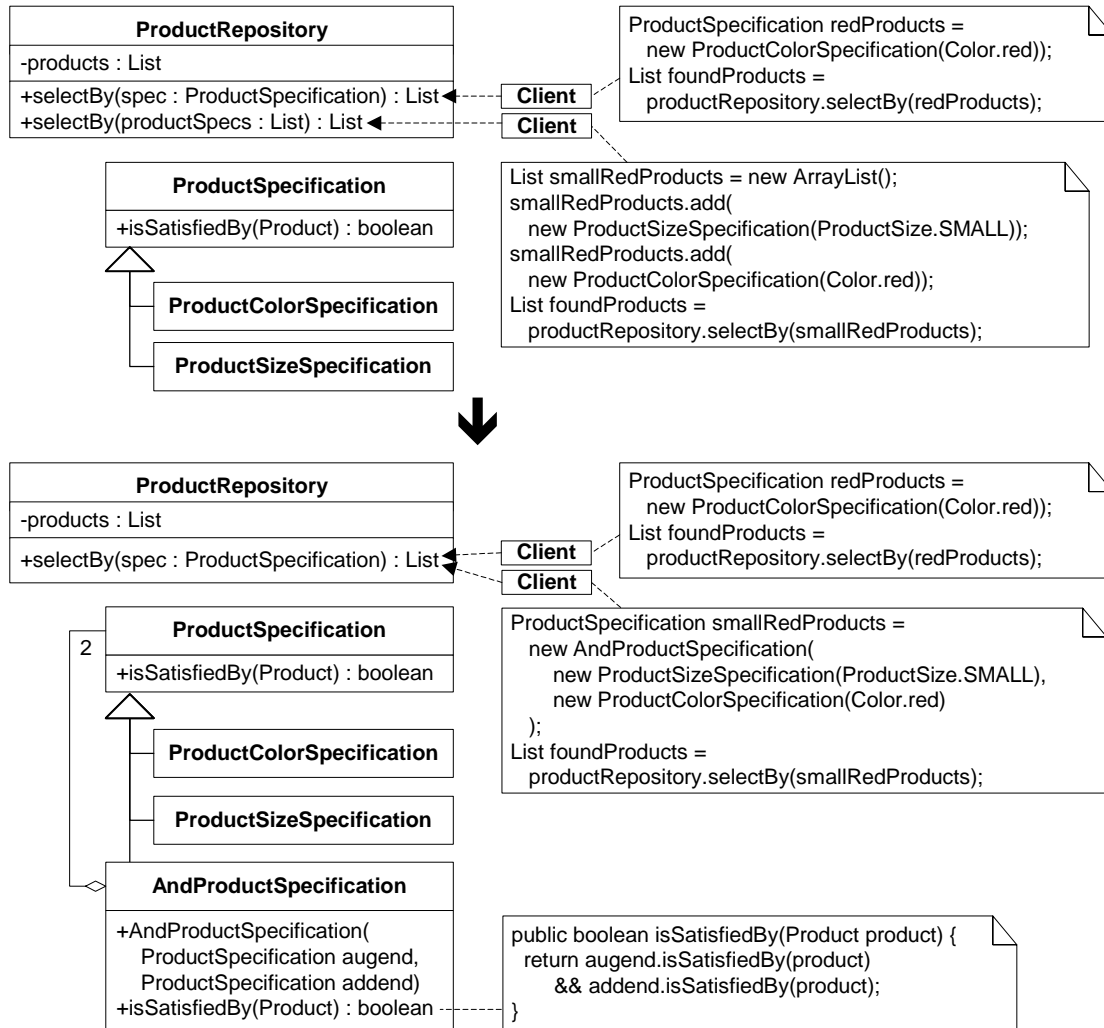 ProductRepository
-products : List
+selectBy(spec : ProductSpecification) : List
+selectBy(productSpecs : List) : List
Client
Client
ProductSpecification redProducts =
new ProductColorSpecification(Color.red));
List foundProducts =
productRepository.selectBy(redProducts);
ProductSpecification
+isSatisfiedBy(Product) : boolean
ProductColorSpecification
ProductSizeSpecification
List smallRedProducts = new ArrayList();
smallRedProducts.add(
new ProductSizeSpecification(ProductSize.SMALL));
smallRedProducts.add(
new ProductColorSpecification(Color.red));
List foundProducts =
productRepository.selectBy(smallRedProducts);
ProductRepository
-products : List
+selectBy(spec : ProductSpecification) : List
Client
Client
ProductSpecification redProducts =
new ProductColorSpecification(Color.red));
List foundProducts =
productRepository.selectBy(redProducts);
2
ProductSpecification
+isSatisfiedBy(Product) : boolean
ProductColorSpecification
ProductSizeSpecification
ProductSpecification smallRedProducts =
new AndProductSpecification(
new ProductSizeSpecification(ProductSize.SMALL),
new ProductColorSpecification(Color.red)
);
List foundProducts =
productRepository.selectBy(smallRedProducts);
AndProductSpecification
+AndProductSpecification(
ProductSpecification augend,
ProductSpecification addend)
+isSatisfiedBy(Product) : boolean
public boolean isSatisfiedBy(Product product) {
return augend.isSatisfiedBy(product)
&& addend.isSatisfiedBy(product);
}